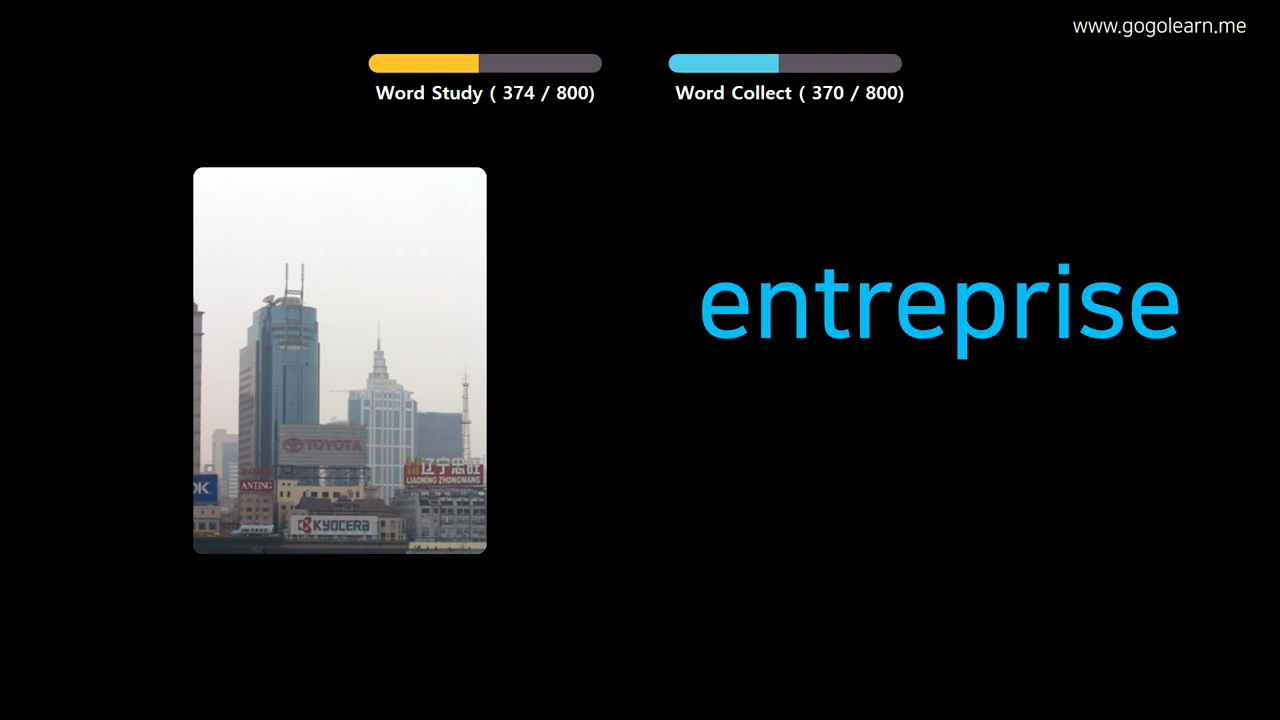 www.gogolearn.me
Word Study ( 374 / 800)
Word Collect ( 370 / 800)
entreprise
TOYOTA
辽宁忠旺
LIAONING ZHONGWANG
OK
ANTING
KYOCERA